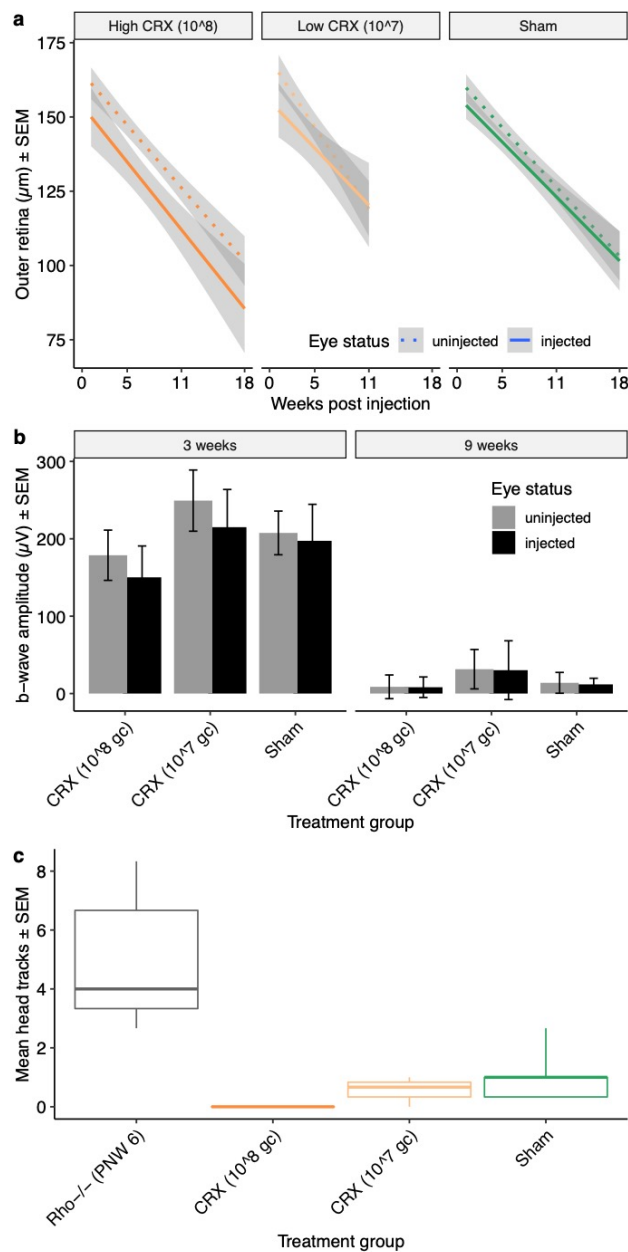 a
High CRX (10^8) Low CRX (10^7) Sham
175
150
125
100
75
Outer retina (µm) ± SEM
Eye status uninjected injected
0 5 11 18 0 5 11 18 0 5 11 18
Weeks post injection
b
3 weeks 9 weeks
300
200
100
0
b−wave amplitude (µV) ± SEM
Eye status
uninjected
injected
CRX (10^8 gc) CRX (10^7 gc) Sham CRX (10^8 gc) CRX (10^7 gc) Sham
Treatment group
c
8
6
4
2
0
Mean head tracks ± SEM
Rho−/− (PNW 6) CRX (10^8 gc) CRX (10^7 gc) Sham
Treatment group